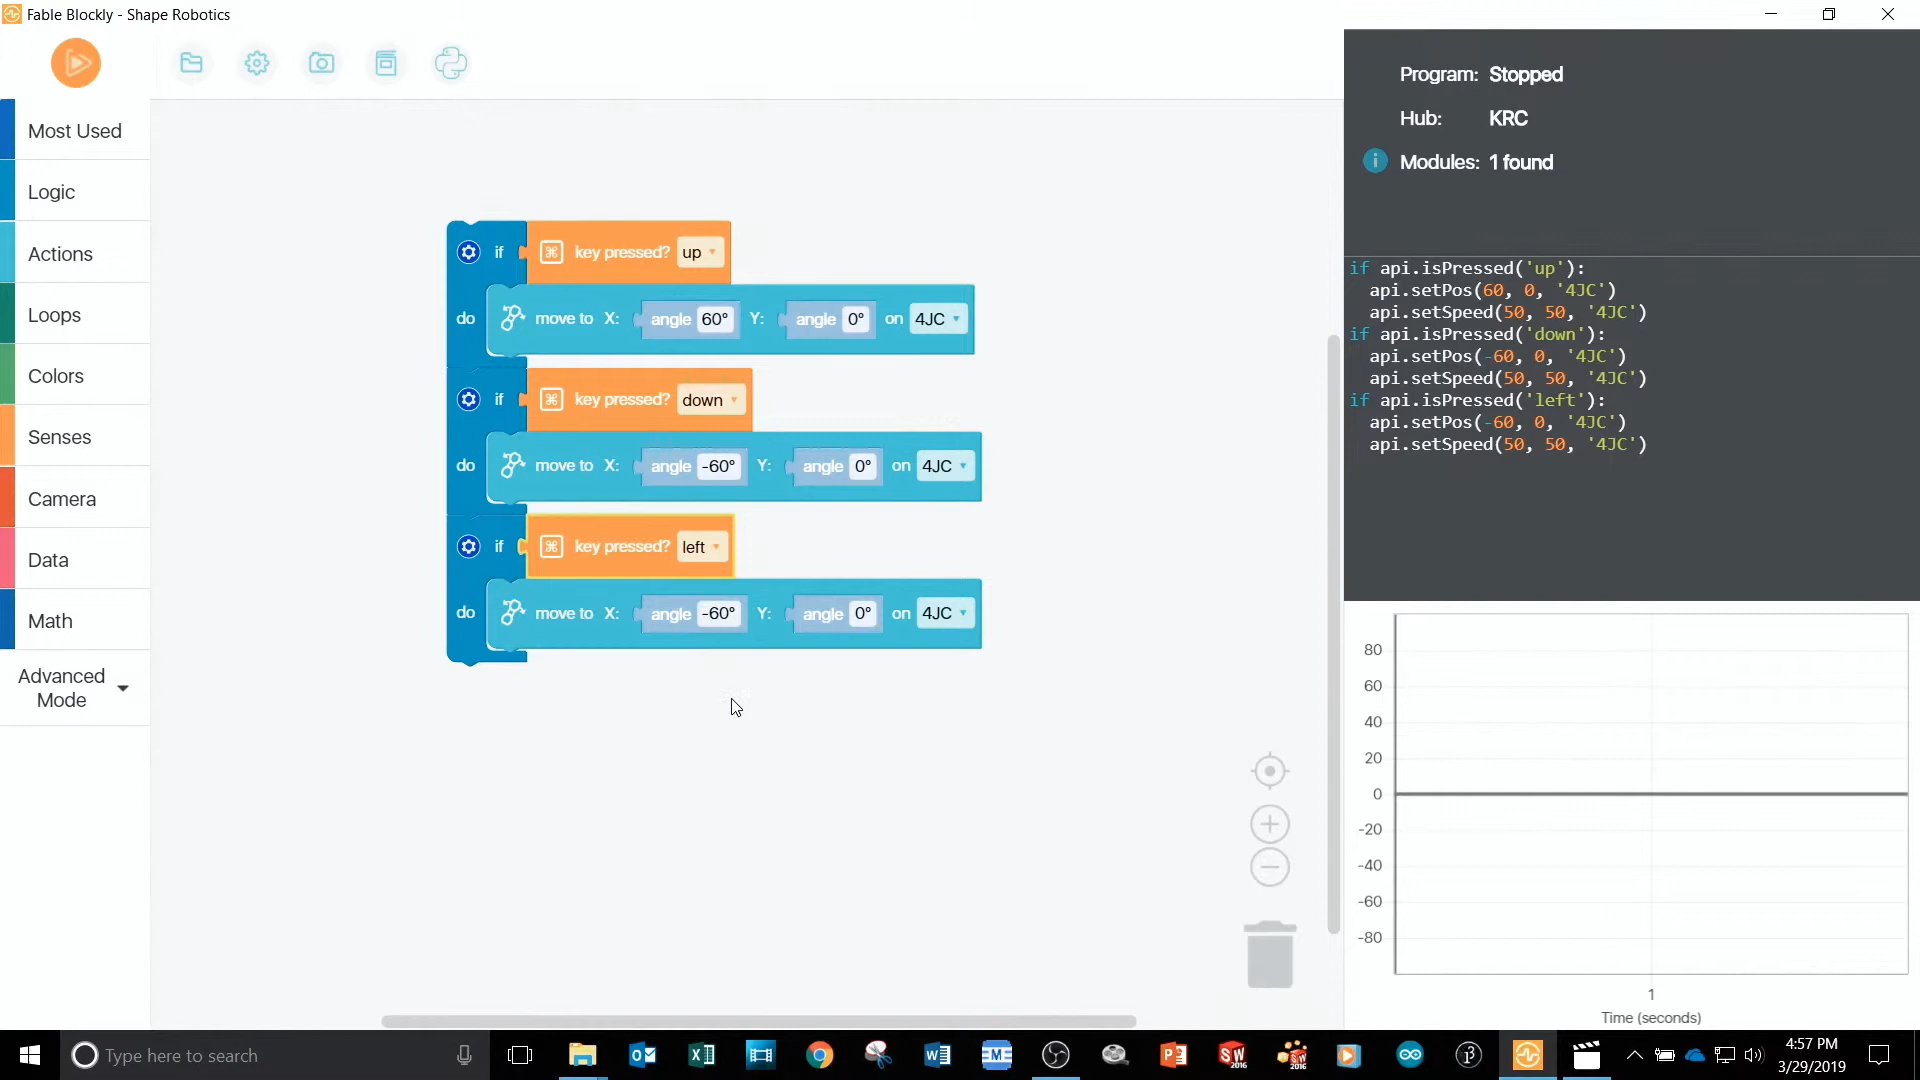 Fable Blockly - Shape Robotics
Program: Stopped
Hub: KRC
Modules: 1 found
Most Used
Logic
Actions
Loops
Colors
Senses
Camera
Data
Math
Advanced
Mode
if key pressed? up
do move to X: angle 60° Y: angle 0° on 4JC
if key pressed? down
do move to X: angle -60° Y: angle 0° on 4JC
if key pressed? left
do move to X: angle -60° Y: angle 0° on 4JC
if api.isPressed('up'):
api.setPos(60, 0, '4JC')
api.setSpeed(50, 50, '4JC')
if api.isPressed('down'):
api.setPos(-60, 0, '4JC')
api.setSpeed(50, 50, '4JC')
if api.isPressed('left'):
api.setPos(-60, 0, '4JC')
api.setSpeed(50, 50, '4JC')
80
60
40
20
0
-20
-40
-60
-80
1
Time (seconds)
Type here to search
4:57 PM
3/29/2019